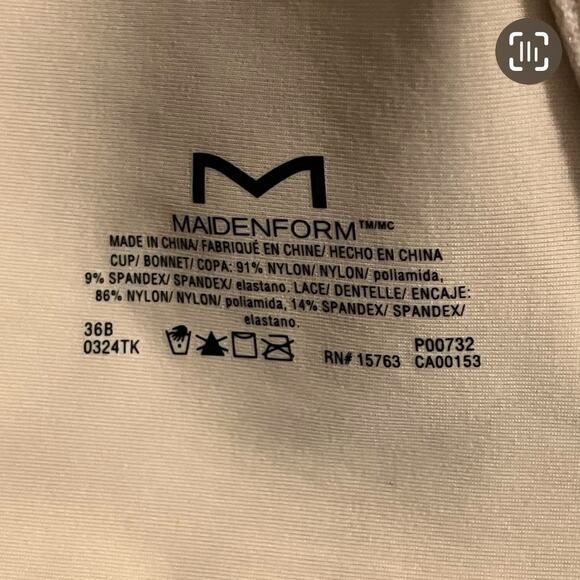 M
MAIDENFORM TM/MC
MADE IN CHINA/ FABRIQUÉ EN CHINE/ HECHO EN CHINA
CUP/ BONNET/ COPA: 91% NYLON/ NYLON/ poliamida,
9% SPANDEX/ SPANDEX/ elastano. LACE/ DENTELLE/ ENCAJE:
86% NYLON/ NYLON/ poliamida, 14% SPANDEX/ SPANDEX/
elastano.
36B
0324TK
RN# 15763
P00732
CA00153